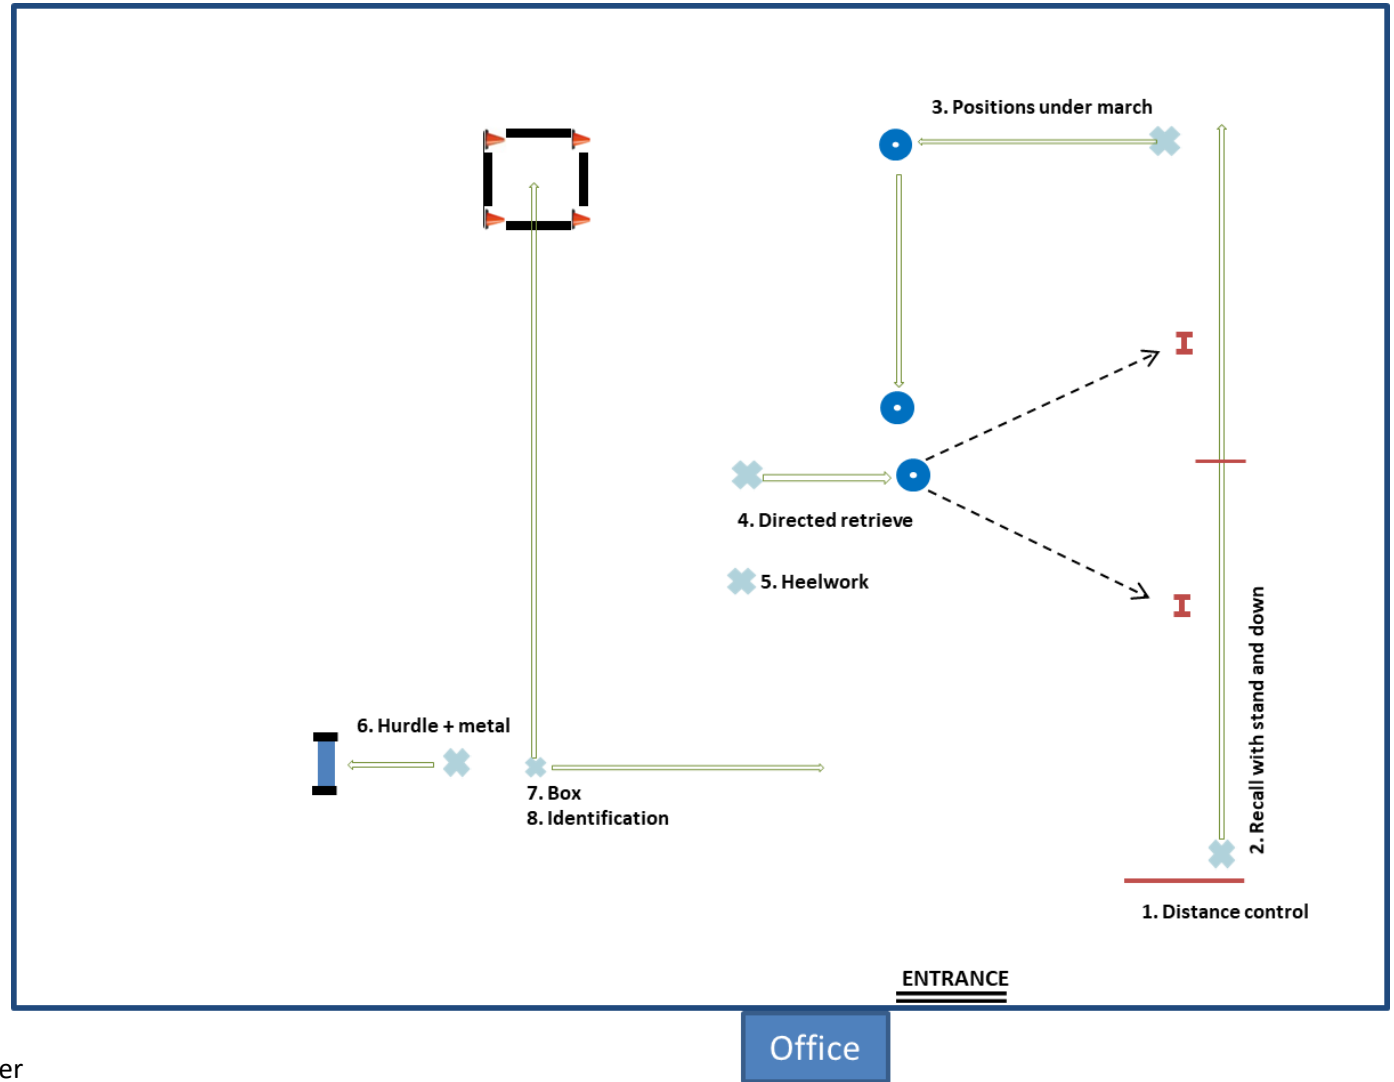 3. Positions under march
4. Directed retrieve
5. Heelwork
2. Recall with stand and down
6. Hurdle + metal
7. Box
8. Identification
1. Distance control
ENTRANCE
Office
er